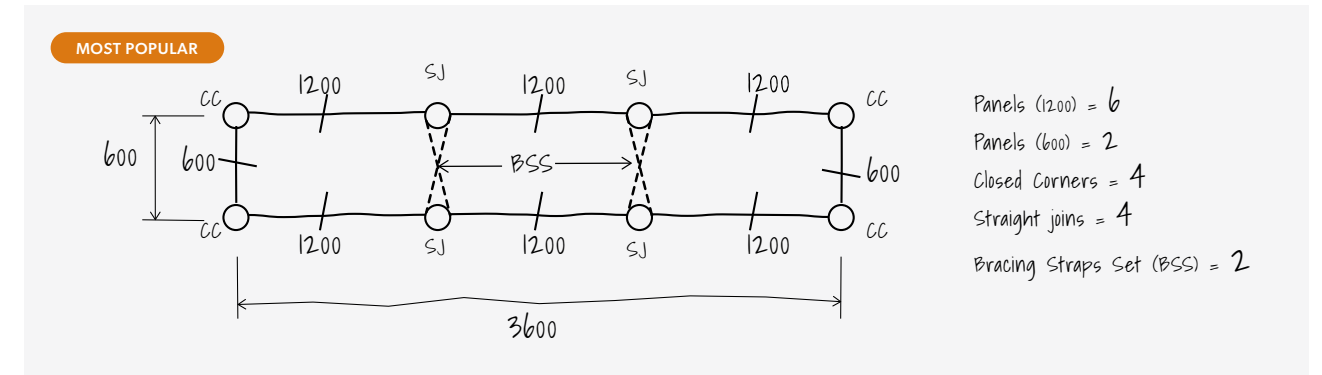 MOST POPULAR
CC 1200 SJ 1200 SJ 1200 CC
600 600 BSS 600
CC 1200 SJ 1200 SJ 1200 CC
3600
Panels (1200) = 6
Panels (600) = 2
Closed Corners = 4
Straight joins = 4
Bracing Straps Set (BSS) = 2